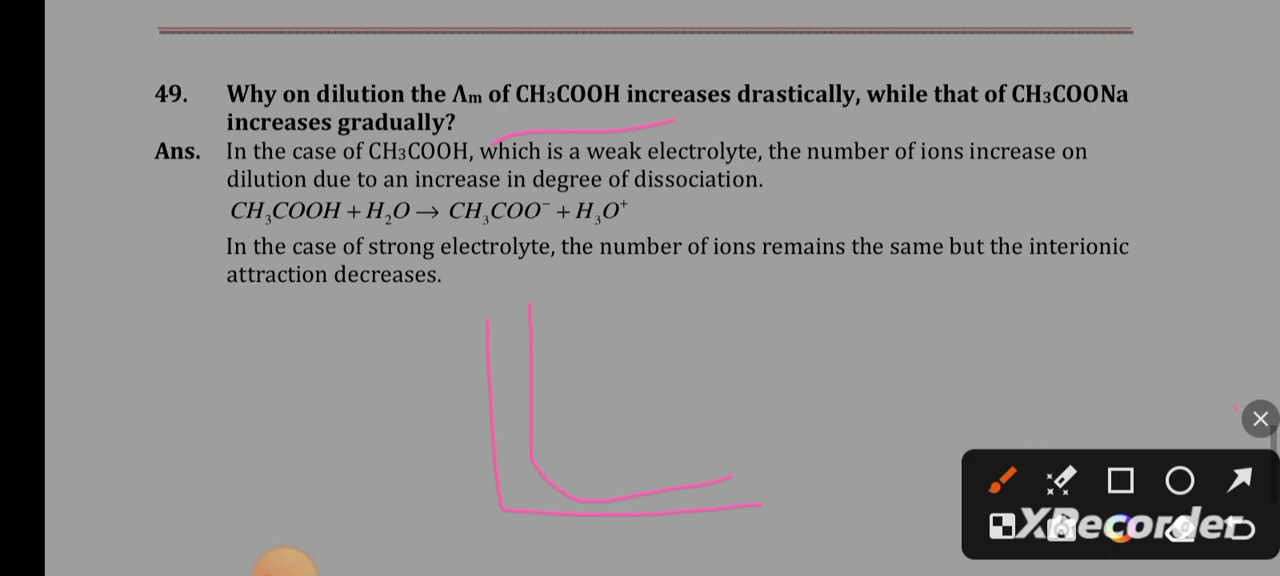 49. Why on dilution the Λm of CH3COOH increases drastically, while that of CH3COONa
increases gradually?
Ans. In the case of CH3COOH, which is a weak electrolyte, the number of ions increase on
dilution due to an increase in degree of dissociation.
CH₃COOH + H₂O → CH₃COO⁻ + H₃O⁺
In the case of strong electrolyte, the number of ions remains the same but the interionic
attraction decreases.
XRecorder